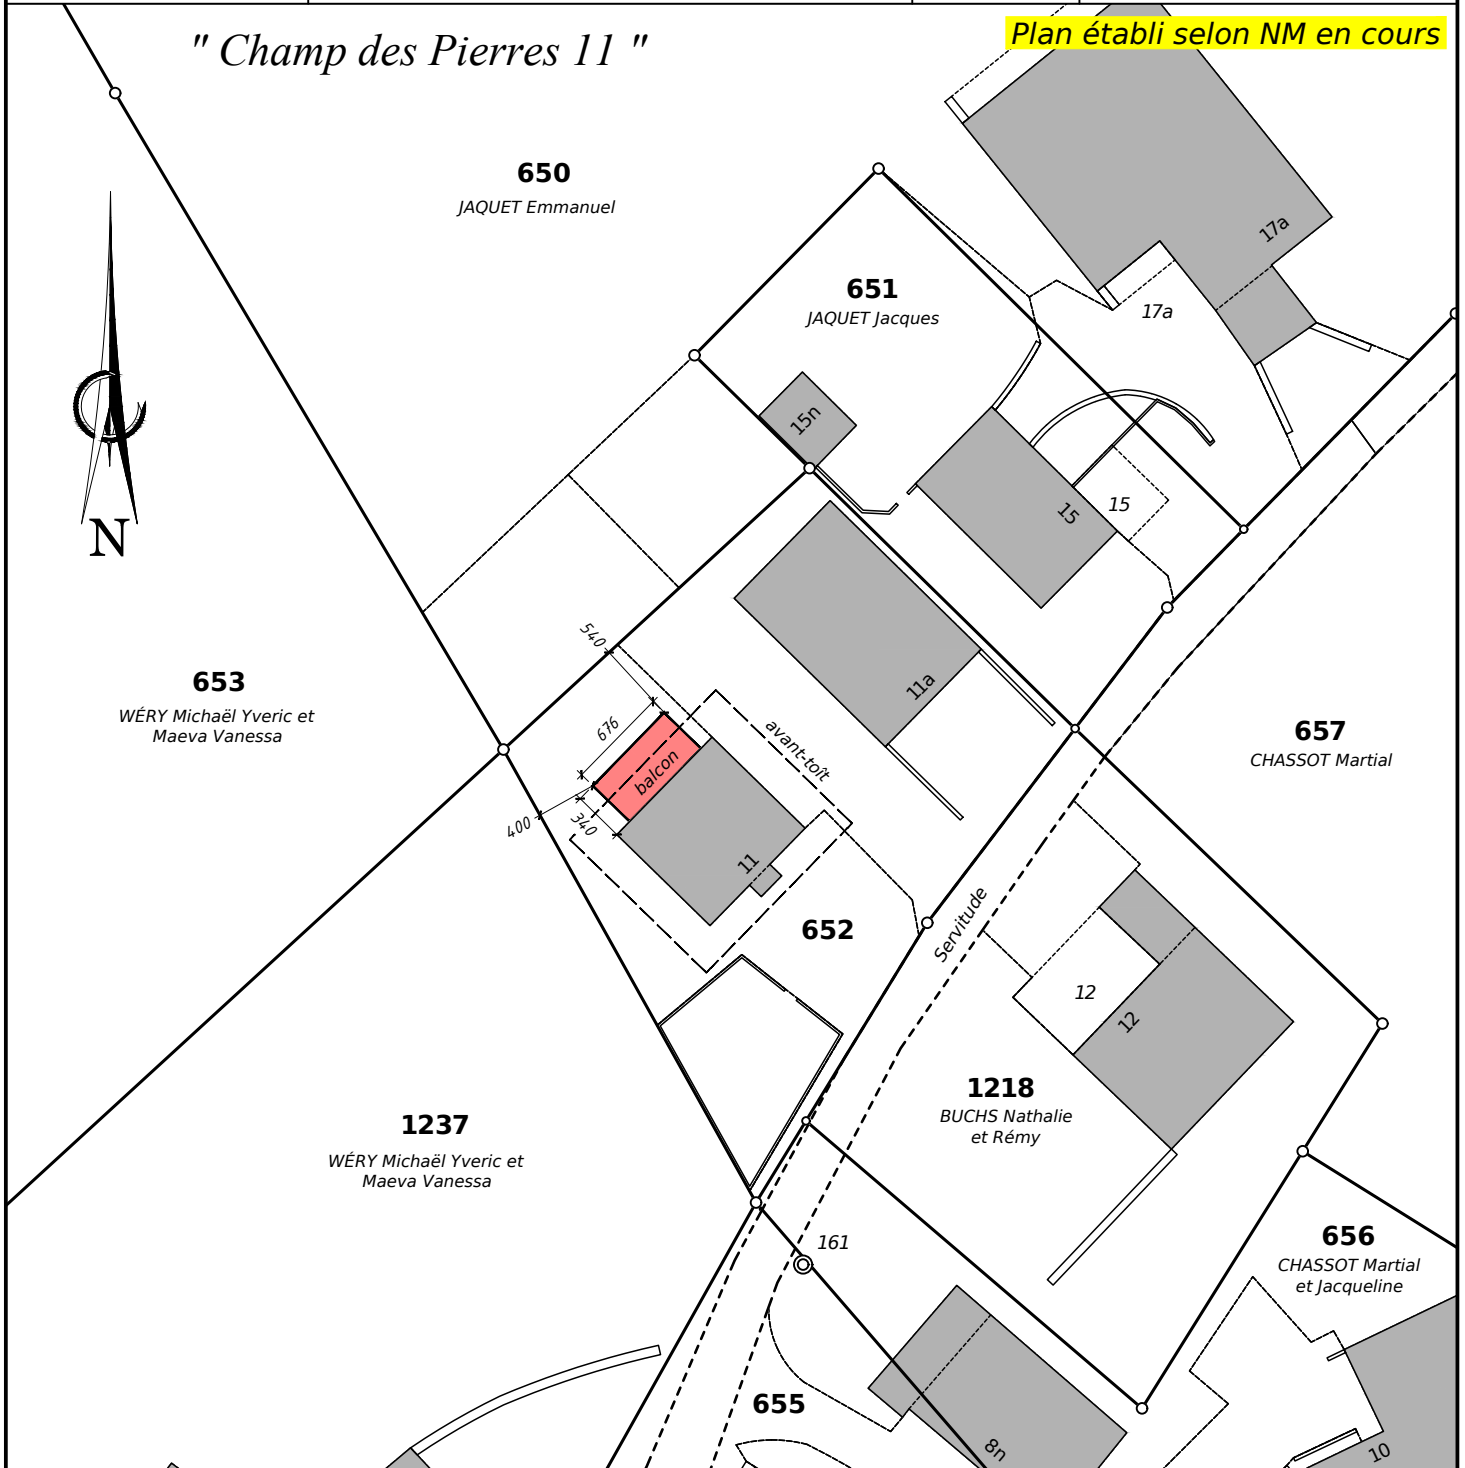 " Champ des Pierres 11 "
Plan établi selon NM en cours
650
JAQUET Emmanuel
17a
651
JAQUET Jacques
17a
15n
15
15
N
540
11a
653
WÉRY Michaël Yveric et
Maeva Vanessa
676
avant-toît
balcon
657
CHASSOT Martial
400
340
11
652
Servitude
12
12
1218
BUCHS Nathalie
et Rémy
1237
WÉRY Michaël Yveric et
Maeva Vanessa
161
656
CHASSOT Martial
et Jacqueline
655
8n
10